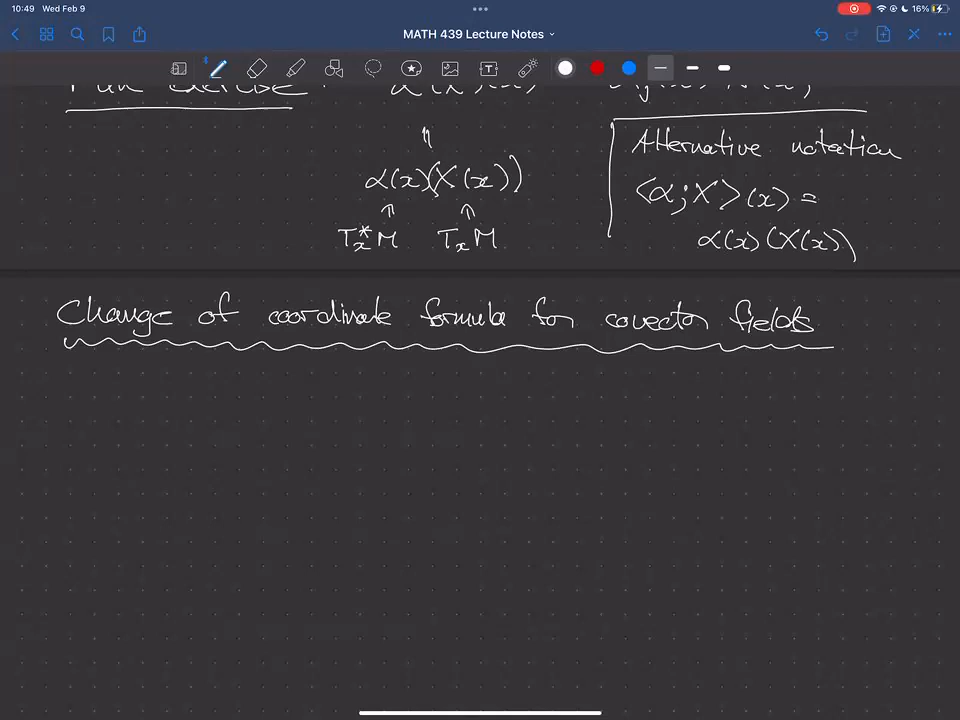 10:49 Wed Feb 9
16%
MATH 439 Lecture Notes
Alternative notation
α(x)(X(x))
<α;X>(x) =
T*ₓM TₓM
α(x)(X(x))
Change of coordinate formula for covector fields